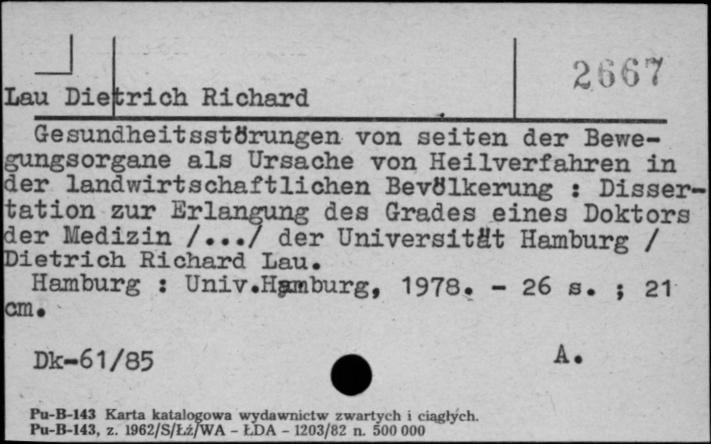 2667
Lau Dietrich Richard
Gesundheitsstörungen von seiten der Bewe-
gungsorgane als Ursache von Heilverfahren in
der landwirtschaftlichen Bevölkerung : Disser-
tation zur Erlangung des Grades eines Doktors
der Medizin /.../ der Universität Hamburg /
Dietrich Richard Lau.
Hamburg : Univ.Hamburg, 1978. - 26 s. ; 21
cm.
Dk-61/85 A.
Pu-B-143 Karta katalogowa wydawnictw zwartych i ciągłych.
Pu-B-143, z. 1962/S/Łż/WA - ŁDA - 1203/82 n. 500 000